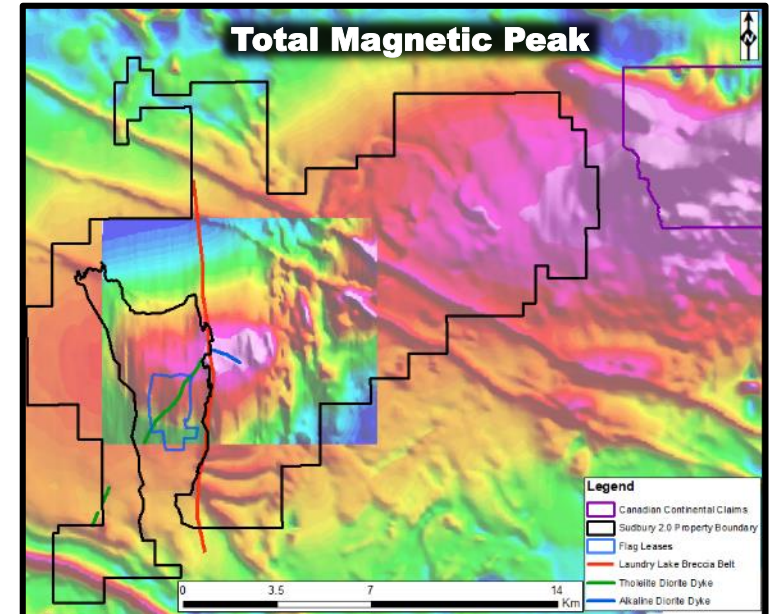 Total Magnetic Peak
N
Legend
Canadian Continental Claims
Sudbury 2.0 Property Boundary
Flag Leases
Laundry Lake Breccia Belt
Tholeiite Diorite Dyke
Alkaline Diorite Dyke
0 3.5 7 14
Km